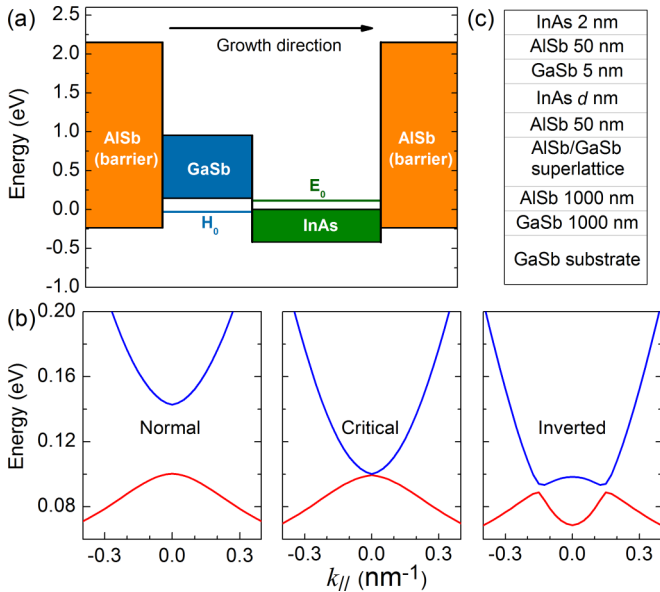 (a)
Growth direction
2.5
2.0
1.5
1.0
0.5
0.0
-0.5
-1.0
Energy (eV)
AlSb
(barrier)
GaSb
H₀
E₀
InAs
AlSb
(barrier)
(c)
InAs 2 nm
AlSb 50 nm
GaSb 5 nm
InAs d nm
AlSb 50 nm
AlSb/GaSb
superlattice
AlSb 1000 nm
GaSb 1000 nm
GaSb substrate
(b)
0.20
0.16
0.12
0.08
Energy (eV)
Normal
Critical
Inverted
-0.3 0.0 0.3
-0.3 0.0 0.3
-0.3 0.0 0.3
k// (nm⁻¹)